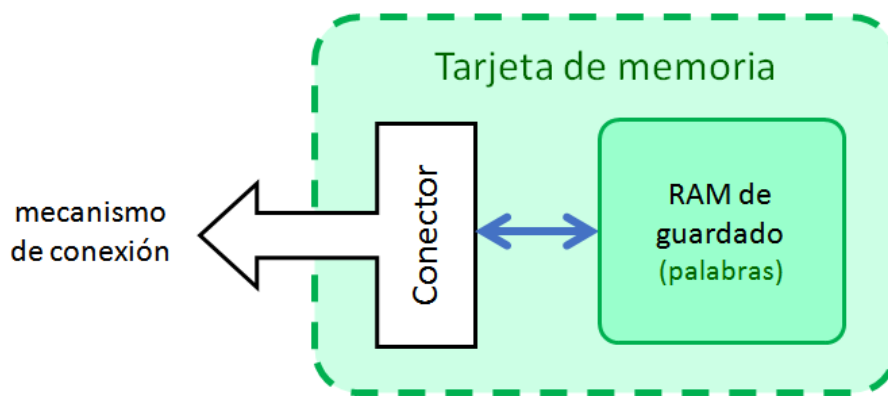 Tarjeta de memoria
mecanismo
de conexión
Conector
RAM de
guardado
(palabras)